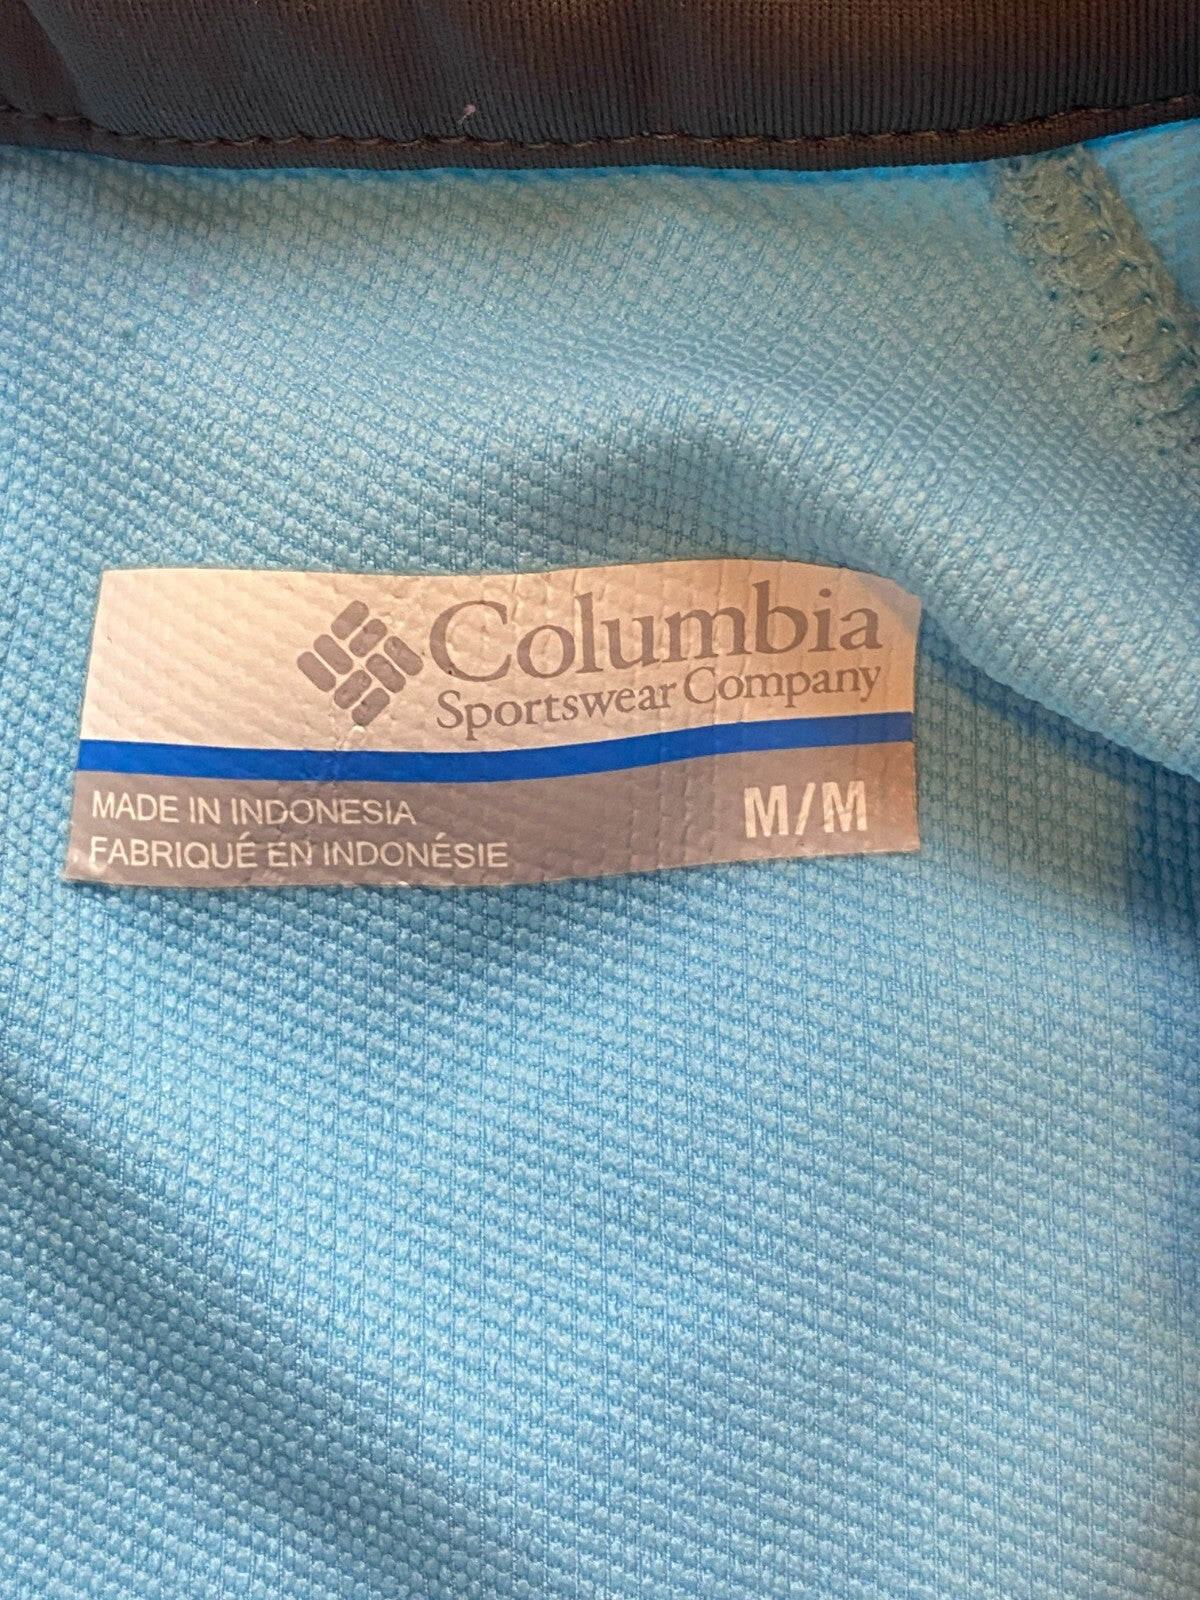 Columbia
Sportswear Company
MADE IN INDONESIA
FABRIQUÉ EN INDONÉSIE
M/M